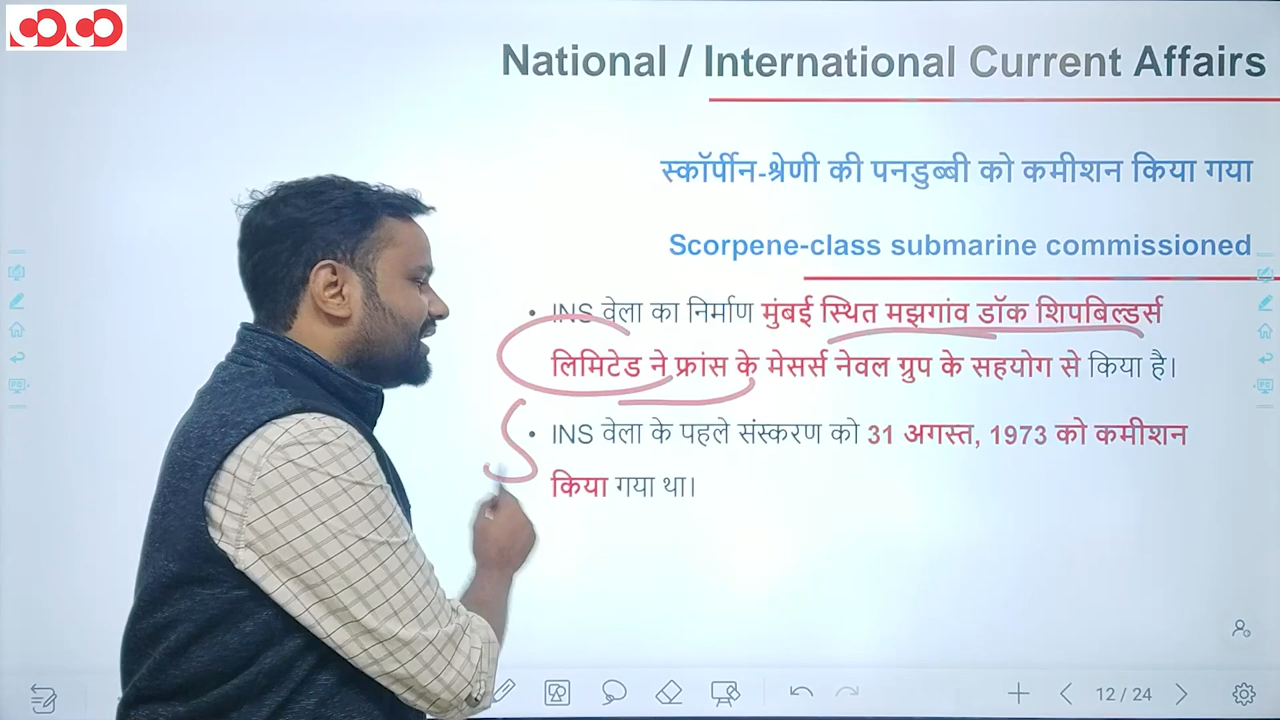 National / International Current Affairs
स्कॉर्पीन-श्रेणी की पनडुब्बी को कमीशन किया गया
Scorpene-class submarine commissioned
• INS वेला का निर्माण मुंबई स्थित मझगांव डॉक शिपबिल्डर्स
लिमिटेड ने फ्रांस के मेसर्स नेवल ग्रुप के सहयोग से किया है।
• INS वेला के पहले संस्करण को 31 अगस्त, 1973 को कमीशन
किया गया था।
12 / 24